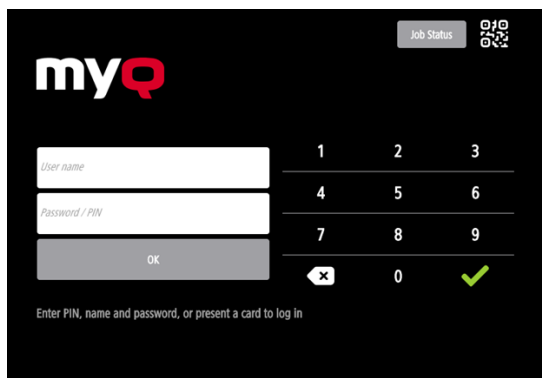 Job Status
myQ
User name
Password / PIN
OK
1 2 3
4 5 6
7 8 9
0
Enter PIN, name and password, or present a card to log in